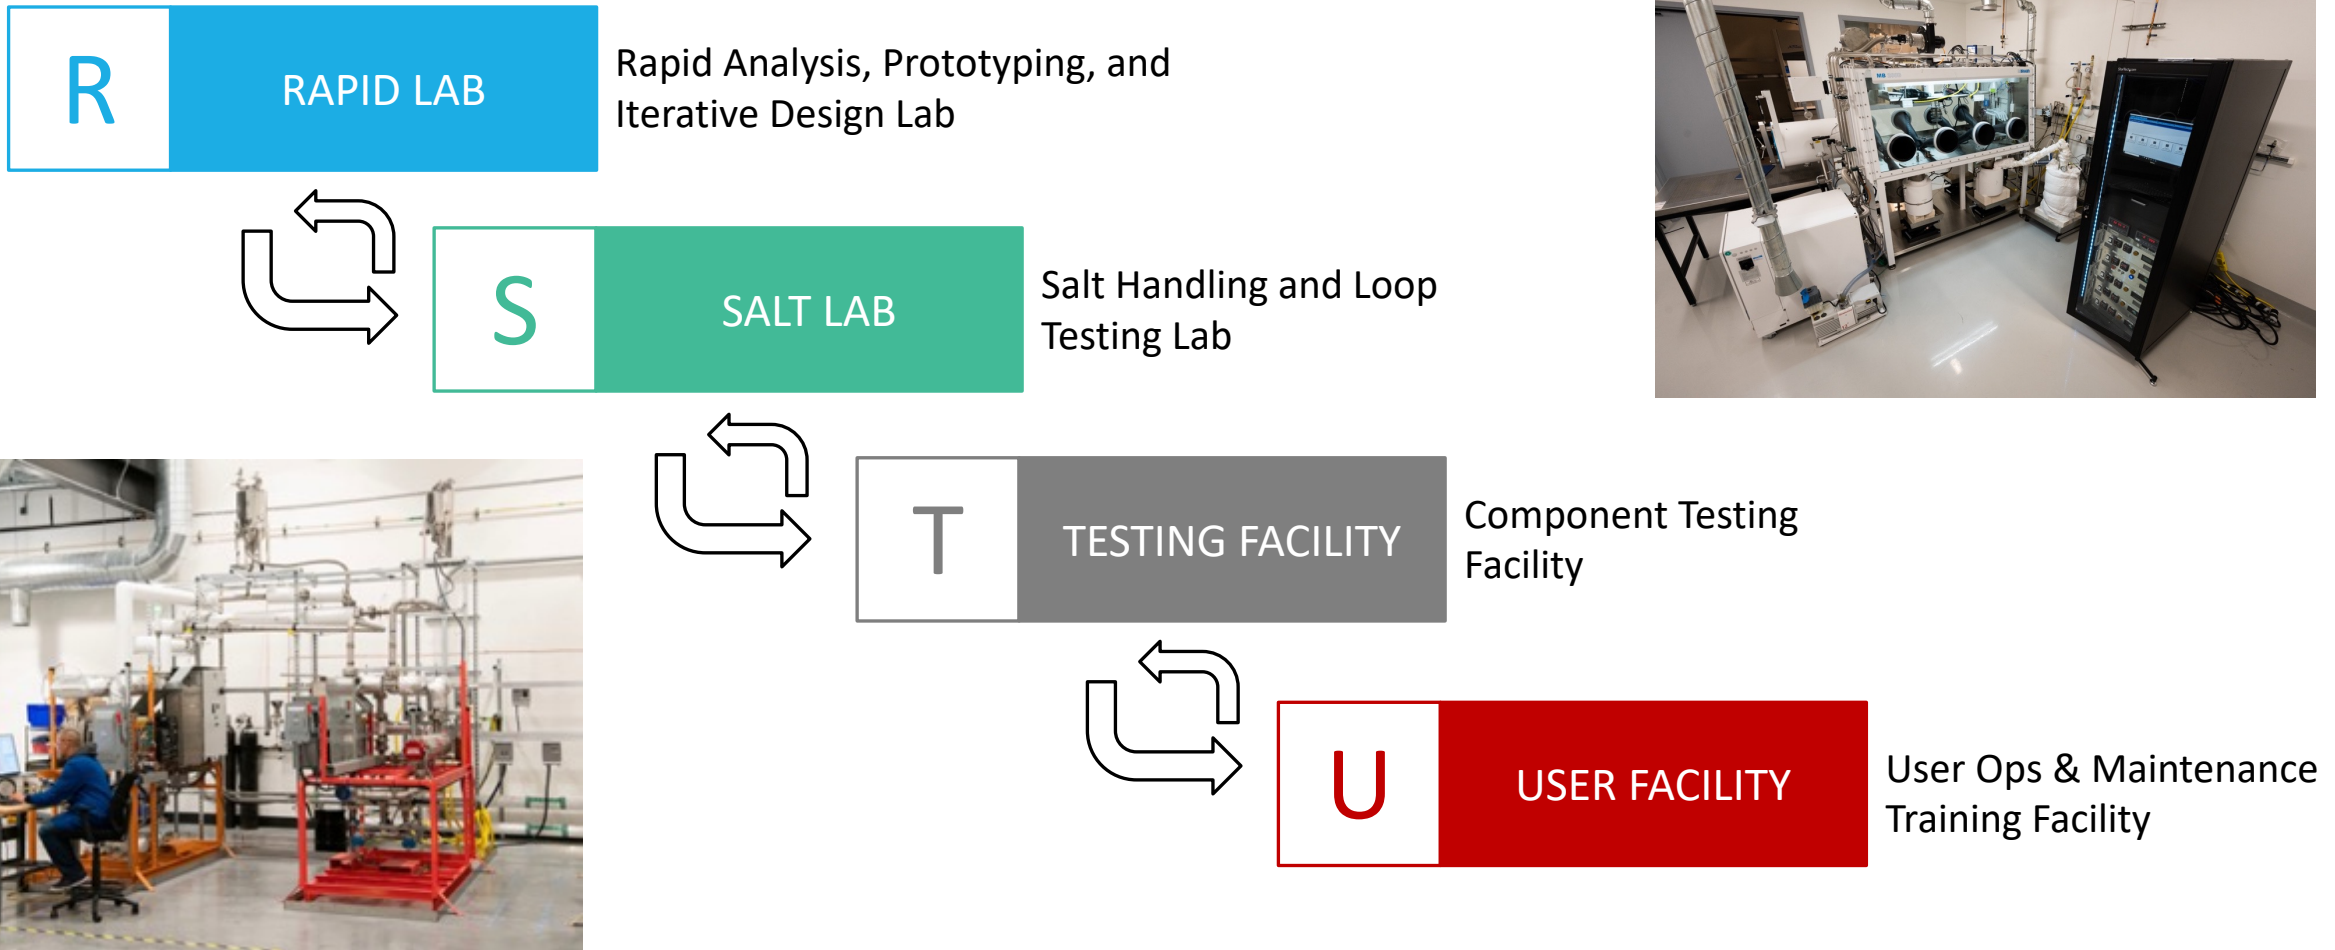 R
RAPID LAB
Rapid Analysis, Prototyping, and
Iterative Design Lab
S
SALT LAB
Salt Handling and Loop
Testing Lab
T
TESTING FACILITY
Component Testing
Facility
U
USER FACILITY
User Ops & Maintenance
Training Facility